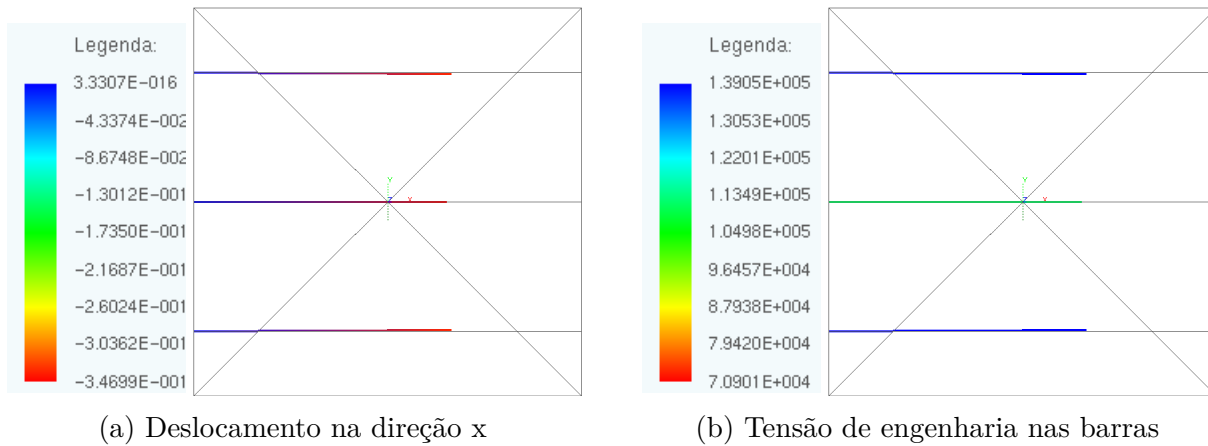 Legenda:
3.3307E-016
-4.3374E-002
-8.6748E-002
-1.3012E-001
-1.7350E-001
-2.1687E-001
-2.6024E-001
-3.0362E-001
-3.4699E-001
Y
Z X
(a) Deslocamento na direção x
Legenda:
1.3905E+005
1.3053E+005
1.2201E+005
1.1349E+005
1.0498E+005
9.6457E+004
8.7938E+004
7.9420E+004
7.0901E+004
Y
Z X
(b) Tensão de engenharia nas barras